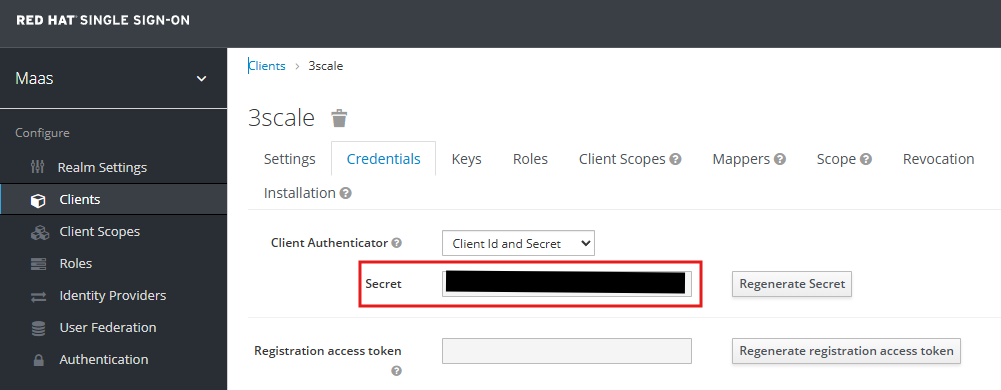 RED HAT SINGLE SIGN-ON
Maas
Configure
Realm Settings
Clients
Client Scopes
Roles
Identity Providers
User Federation
Authentication
Clients > 3scale
3scale
Settings Credentials Keys Roles Client Scopes Mappers Scope Revocation
Installation
Client Authenticator Client Id and Secret
Secret Regenerate Secret
Registration access token Regenerate registration access token